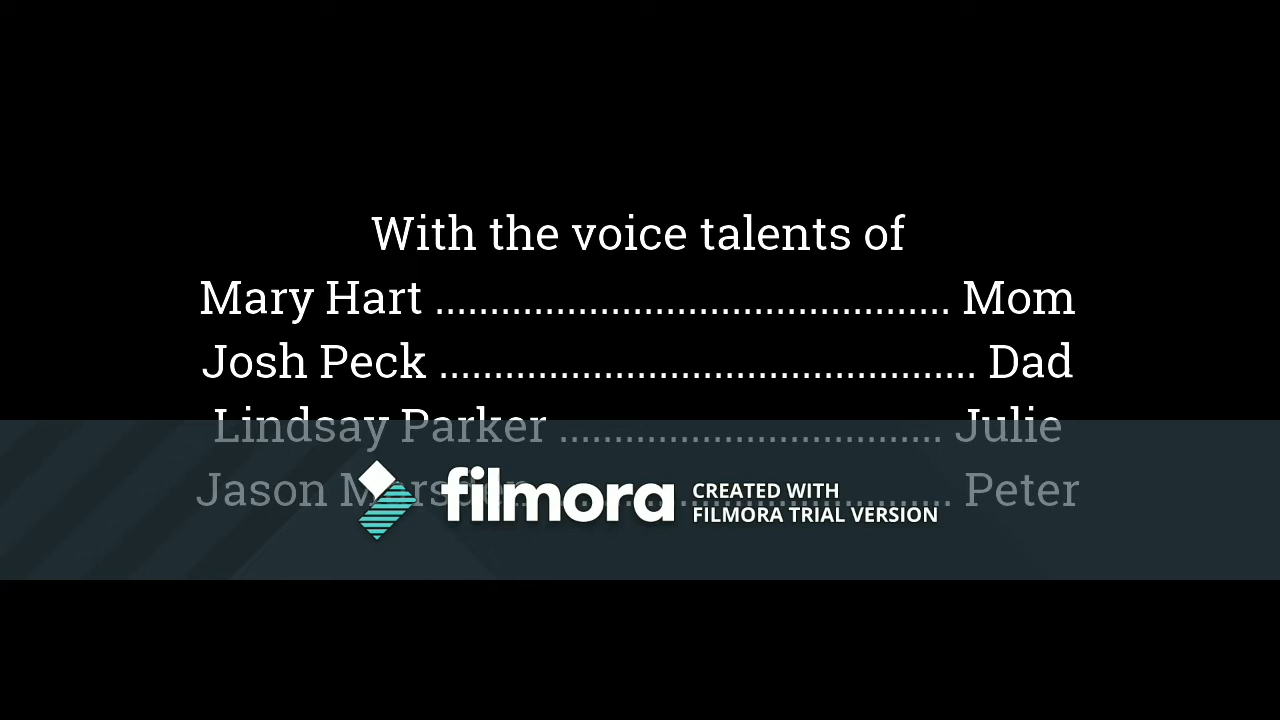 With the voice talents of
Mary Hart ............................................... Mom
Josh Peck ................................................. Dad
Lindsay Parker ................................... Julie
Jason Marsden ...................................... Peter
filmora
CREATED WITH
FILMORA TRIAL VERSION